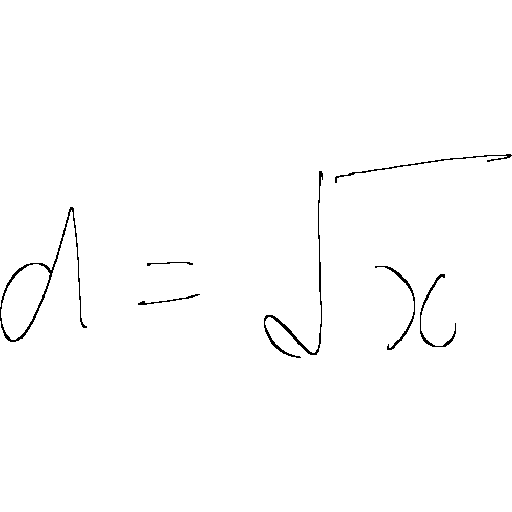 d = √x